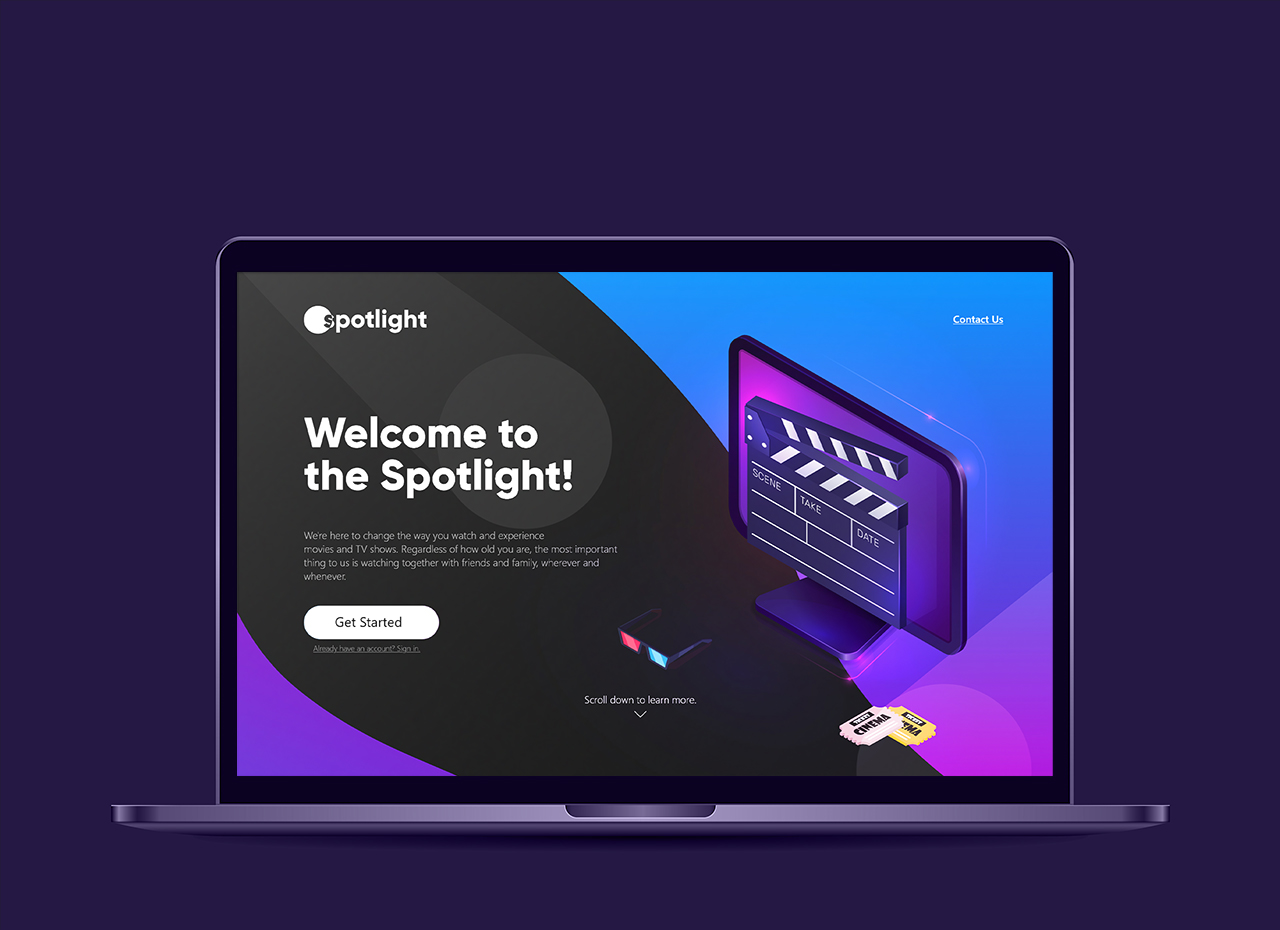 spotlight
Contact Us
Welcome to
the Spotlight!
We're here to change the way you watch and experience
movies and TV shows. Regardless of how old you are, the most important
thing to us is watching together with friends and family, wherever and
whenever.
Get Started
Already have an account? Sign in.
SCENE
TAKE
DATE
Scroll down to learn more.
TICKET
CINEMA